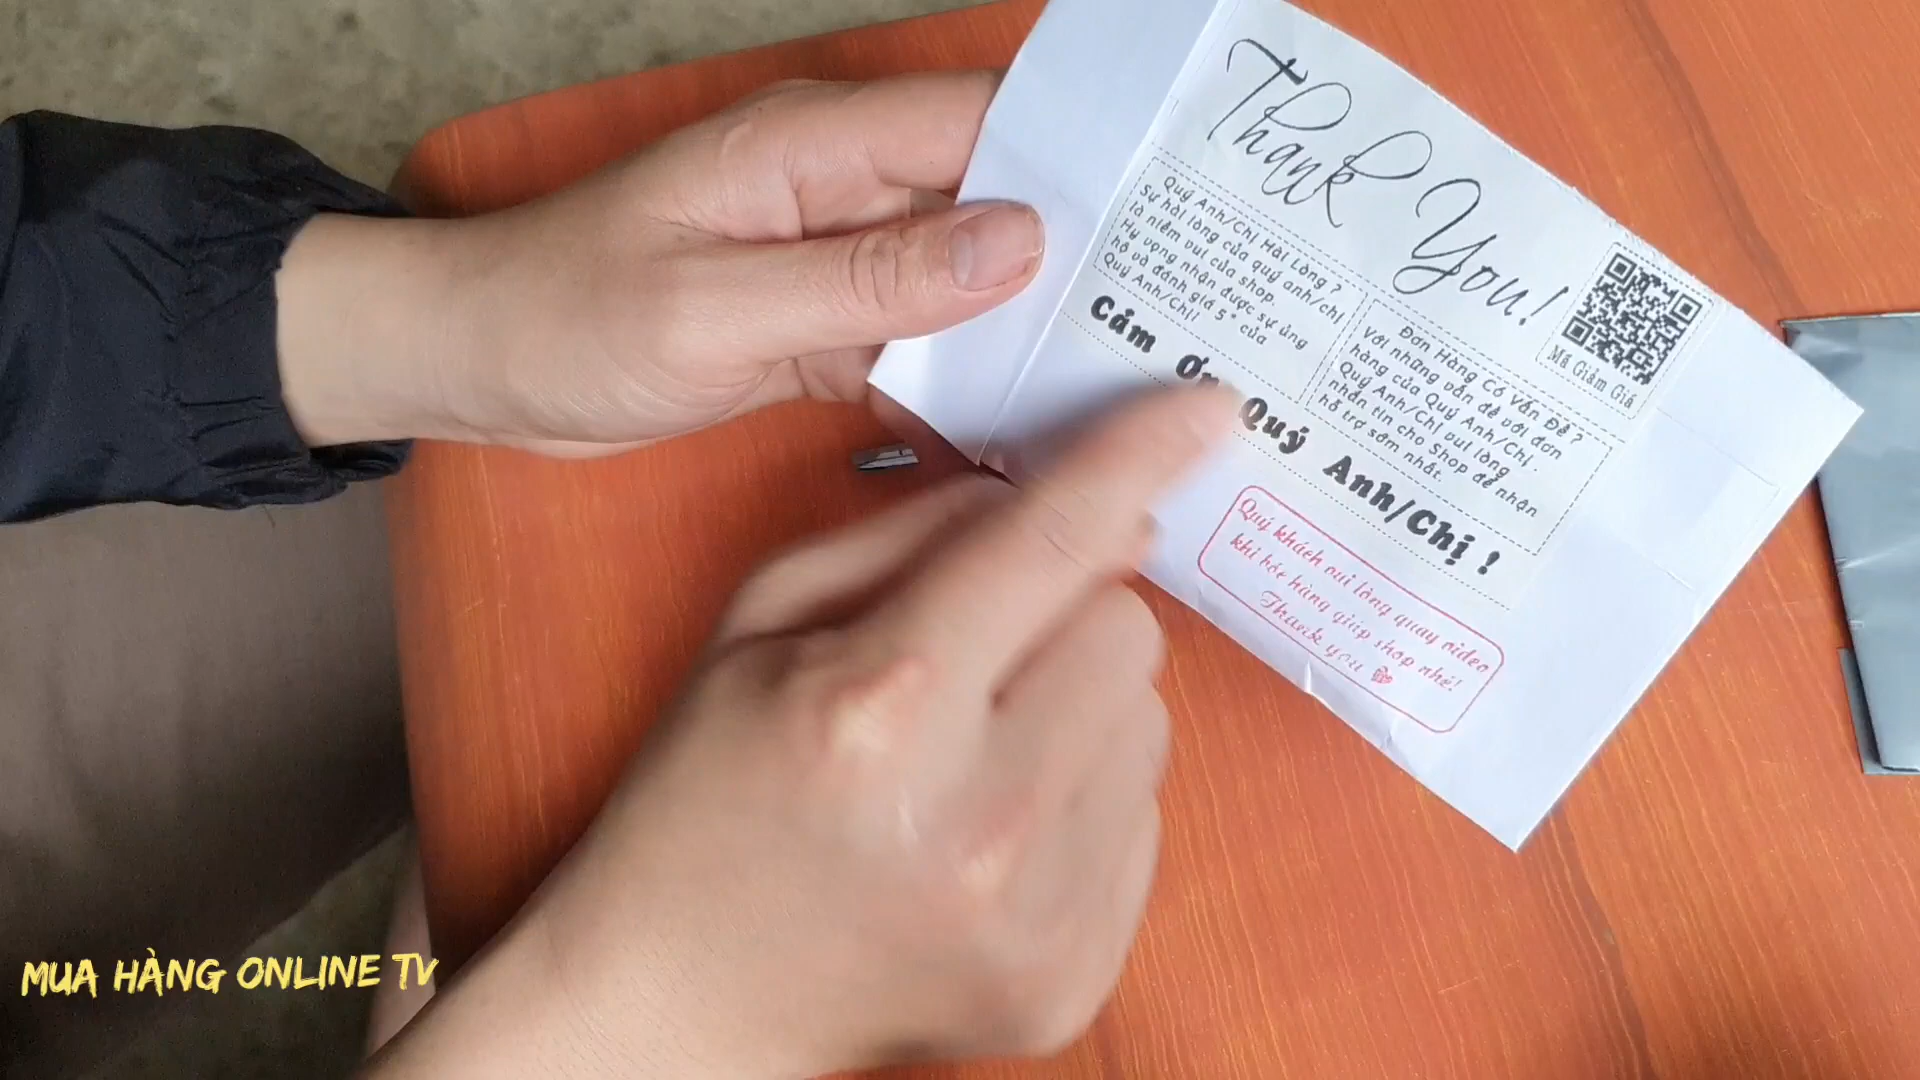 Thank You!
Quý Anh/Chị Hài Lòng ?
Sự hài lòng của quý anh/chị
là niềm vui của shop.
Hy vọng nhận được sự ủng
hộ và đánh giá 5* của
Quý Anh/Chị!
Đơn Hàng Có Vấn Đề ?
Với những vấn đề với đơn
hàng của Quý Anh/Chị .
Quý Anh/Chị vui lòng
nhắn tin cho Shop để nhận
hỗ trợ sớm nhất.
Mã Giảm Giá
Cảm Ơn Quý Anh/Chị !
Quý khách vui lòng quay video
khi bóc hàng giúp shop nhé!
Thank you
MUA HÀNG ONLINE TV